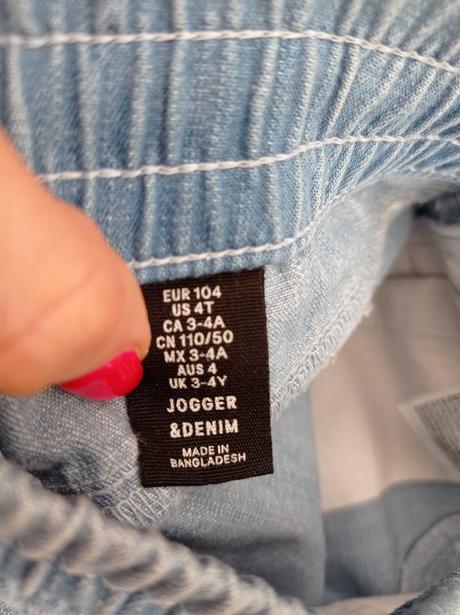 EUR 104
US 4T
CA 3-4A
CN 110/50
MX 3-4A
AUS 4
UK 3-4Y
JOGGER
&DENIM
MADE IN
BANGLADESH